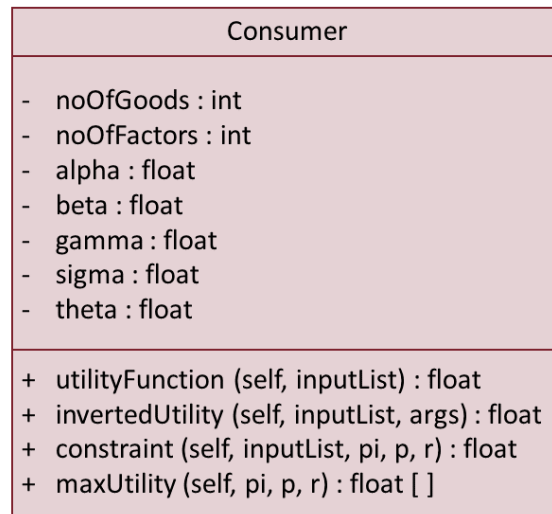 Consumer
- noOfGoods : int
- noOfFactors : int
- alpha : float
- beta : float
- gamma : float
- sigma : float
- theta : float
+ utilityFunction (self, inputList) : float
+ invertedUtility (self, inputList, args) : float
+ constraint (self, inputList, pi, p, r) : float
+ maxUtility (self, pi, p, r) : float [ ]